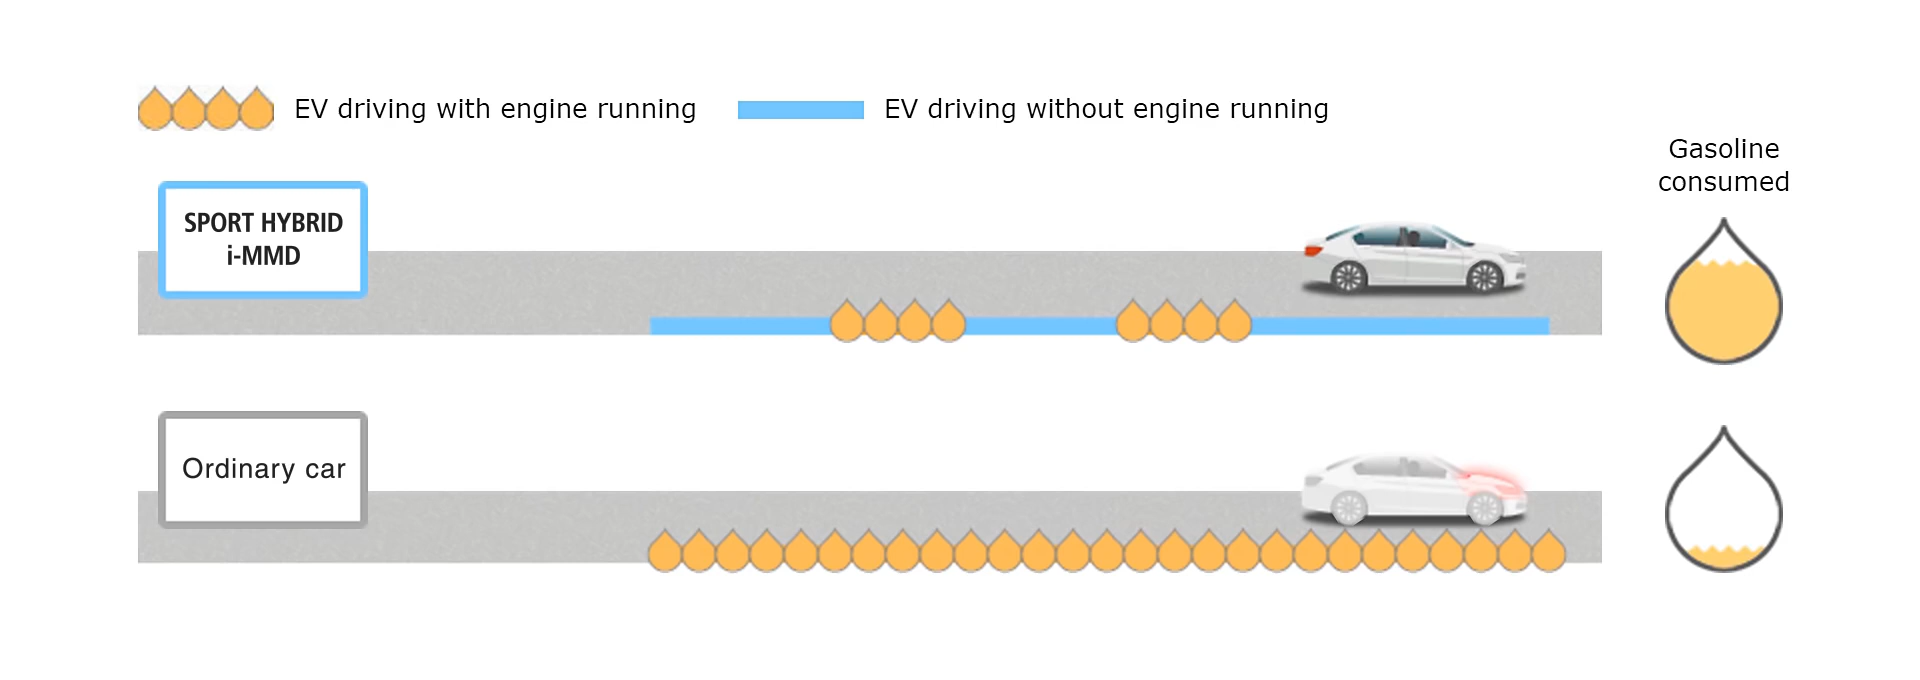 EV driving with engine running
EV driving without engine running
Gasoline
consumed
SPORT HYBRID
i-MMD
Ordinary car